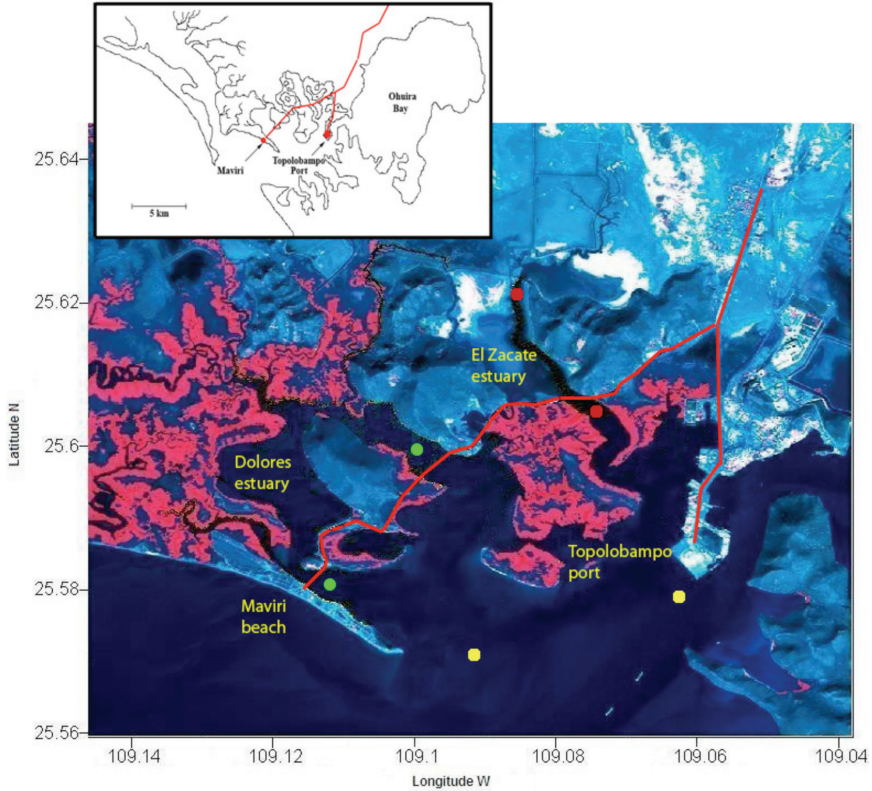 Ohuira
Bay
Maviri
Topolobampo
Port
5 km
25.64
25.62
25.6
25.58
25.56
El Zacate
estuary
Dolores
estuary
Topolobampo
port
Maviri
beach
Latitude N
109.14
109.12
109.1
109.08
109.06
109.04
Longitude W